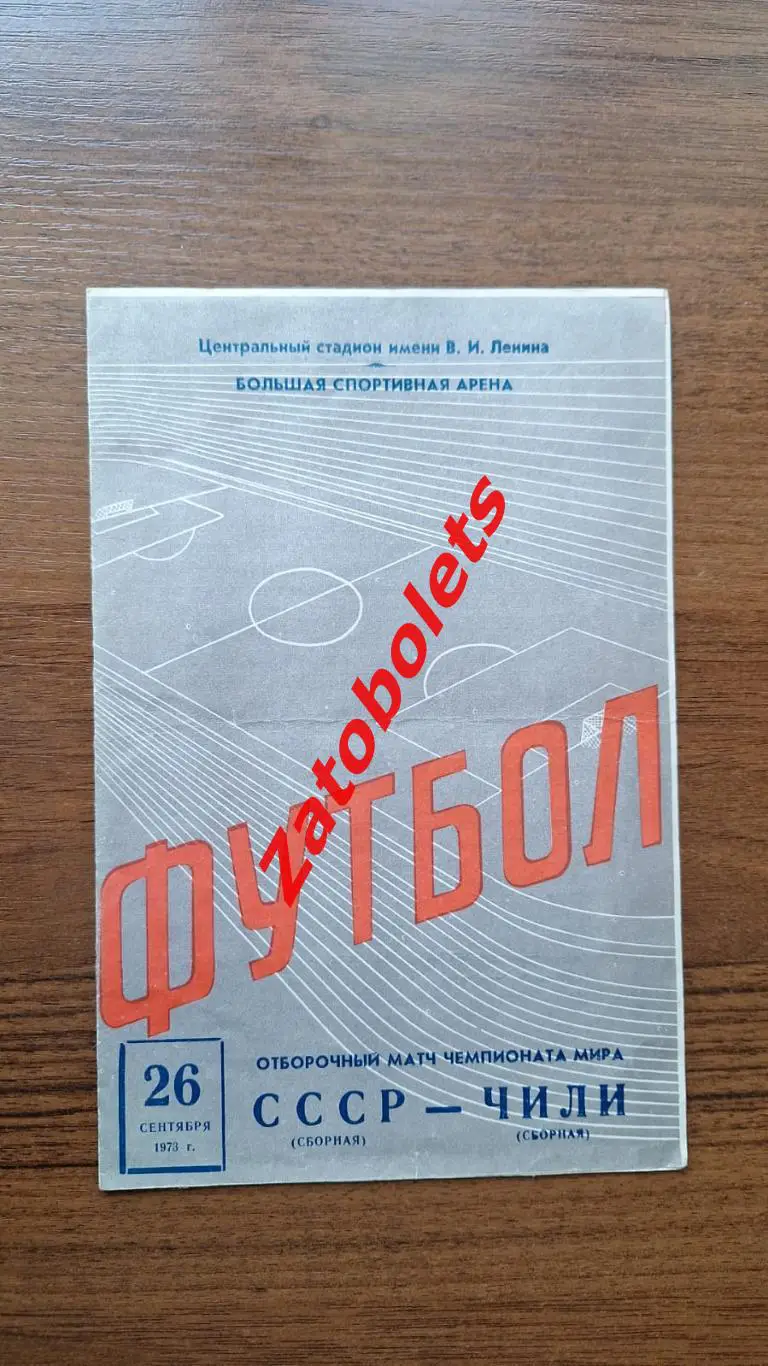 Центральный стадион имени В. И. Ленина
БОЛЬШАЯ СПОРТИВНАЯ АРЕНА
Zatobolets
ФУТБОЛ
26
СЕНТЯБРЯ
1973 г.
ОТБОРОЧНЫЙ МАТЧ ЧЕМПИОНАТА МИРА
СССР — ЧИЛИ
(СБОРНАЯ) (СБОРНАЯ)